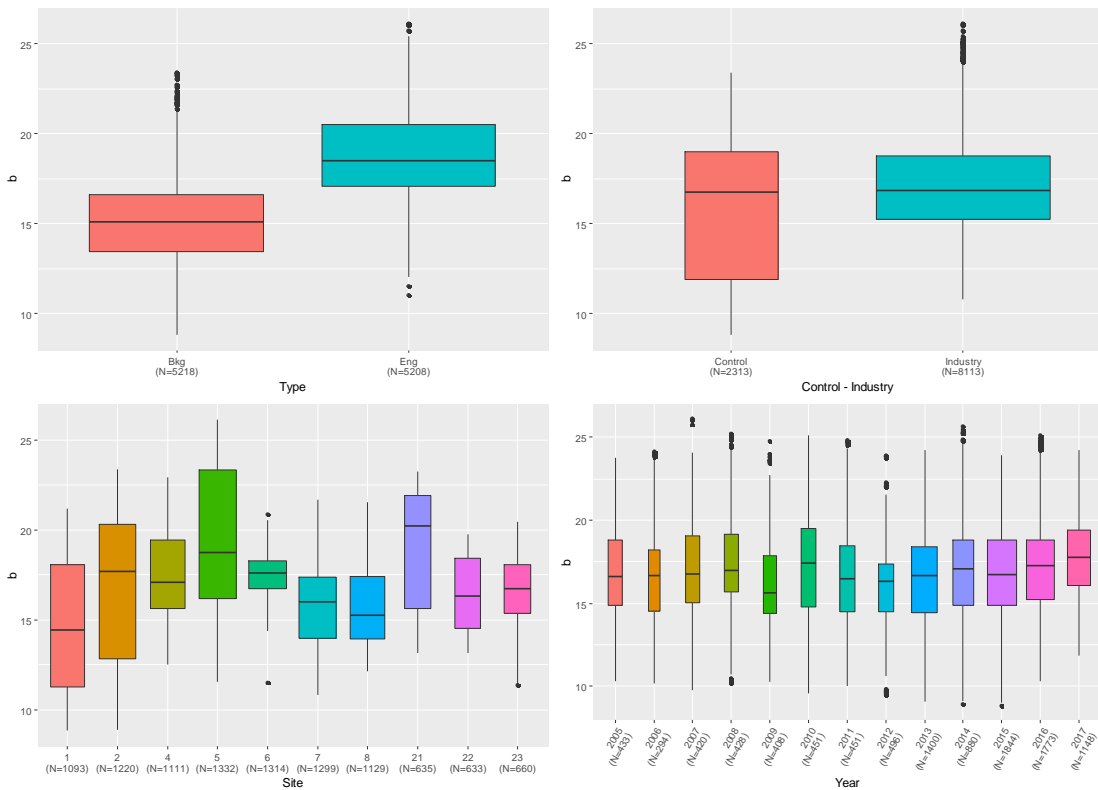 25
20
15
10
b
Bkg
(N=5218)
Eng
(N=5208)
Type
25
20
15
10
b
Control
(N=2313)
Industry
(N=8113)
Control - Industry
25
20
15
10
b
1
(N=1093)
2
(N=1220)
4
(N=1111)
5
(N=1332)
6
(N=1314)
7
(N=1299)
8
(N=1129)
21
(N=635)
22
(N=633)
23
(N=660)
Site
25
20
15
10
b
2005
(N=433)
2006
(N=294)
2007
(N=420)
2008
(N=428)
2009
(N=408)
2010
(N=451)
2011
(N=451)
2012
(N=496)
2013
(N=1400)
2014
(N=880)
2015
(N=1844)
2016
(N=1773)
2017
(N=1148)
Year